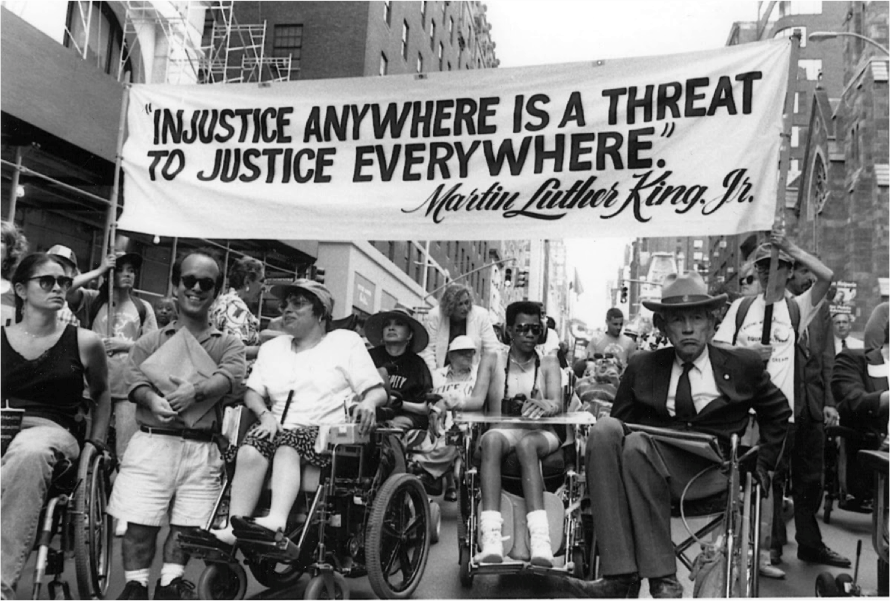 "INJUSTICE ANYWHERE IS A THREAT
TO JUSTICE EVERYWHERE."
Martin Luther King, Jr.